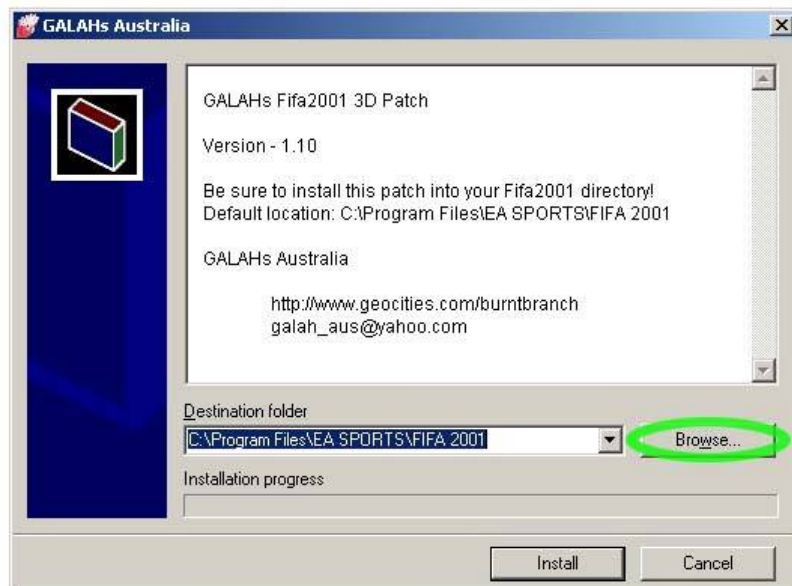 GALAHs Australia
GALAHs Fifa2001 3D Patch
Version - 1.10
Be sure to install this patch into your Fifa2001 directory!
Default location: C:\Program Files\EA SPORTS\FIFA 2001
GALAHs Australia
http://www.geocities.com/burntbranch
galah_aus@yahoo.com
Destination folder
C:\Program Files\EA SPORTS\FIFA 2001
Browse...
Installation progress
Install
Cancel